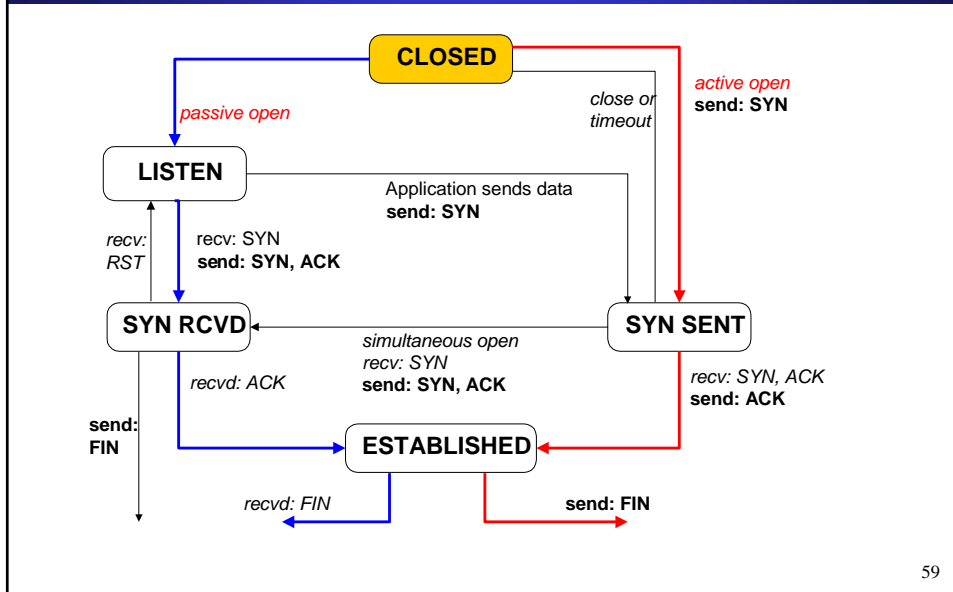 CLOSED
active open
send: SYN
close or
timeout
passive open
LISTEN
Application sends data
send: SYN
recv:
RST
recv: SYN
send: SYN, ACK
SYN RCVD
SYN SENT
simultaneous open
recv: SYN
send: SYN, ACK
recvd: ACK
recv: SYN, ACK
send: ACK
send:
FIN
ESTABLISHED
recvd: FIN
send: FIN
59